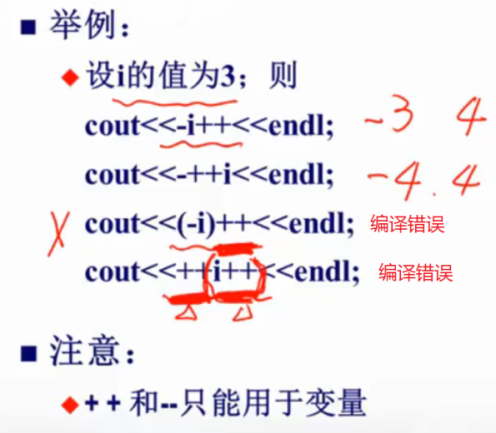 举例：
设i的值为3；则
cout<<-i++<<endl; -3 4
cout<<-++i<<endl; -4.4
X cout<<(-i)++<<endl; 编译错误
cout<<++i++<<endl; 编译错误
注意：
++和--只能用于变量